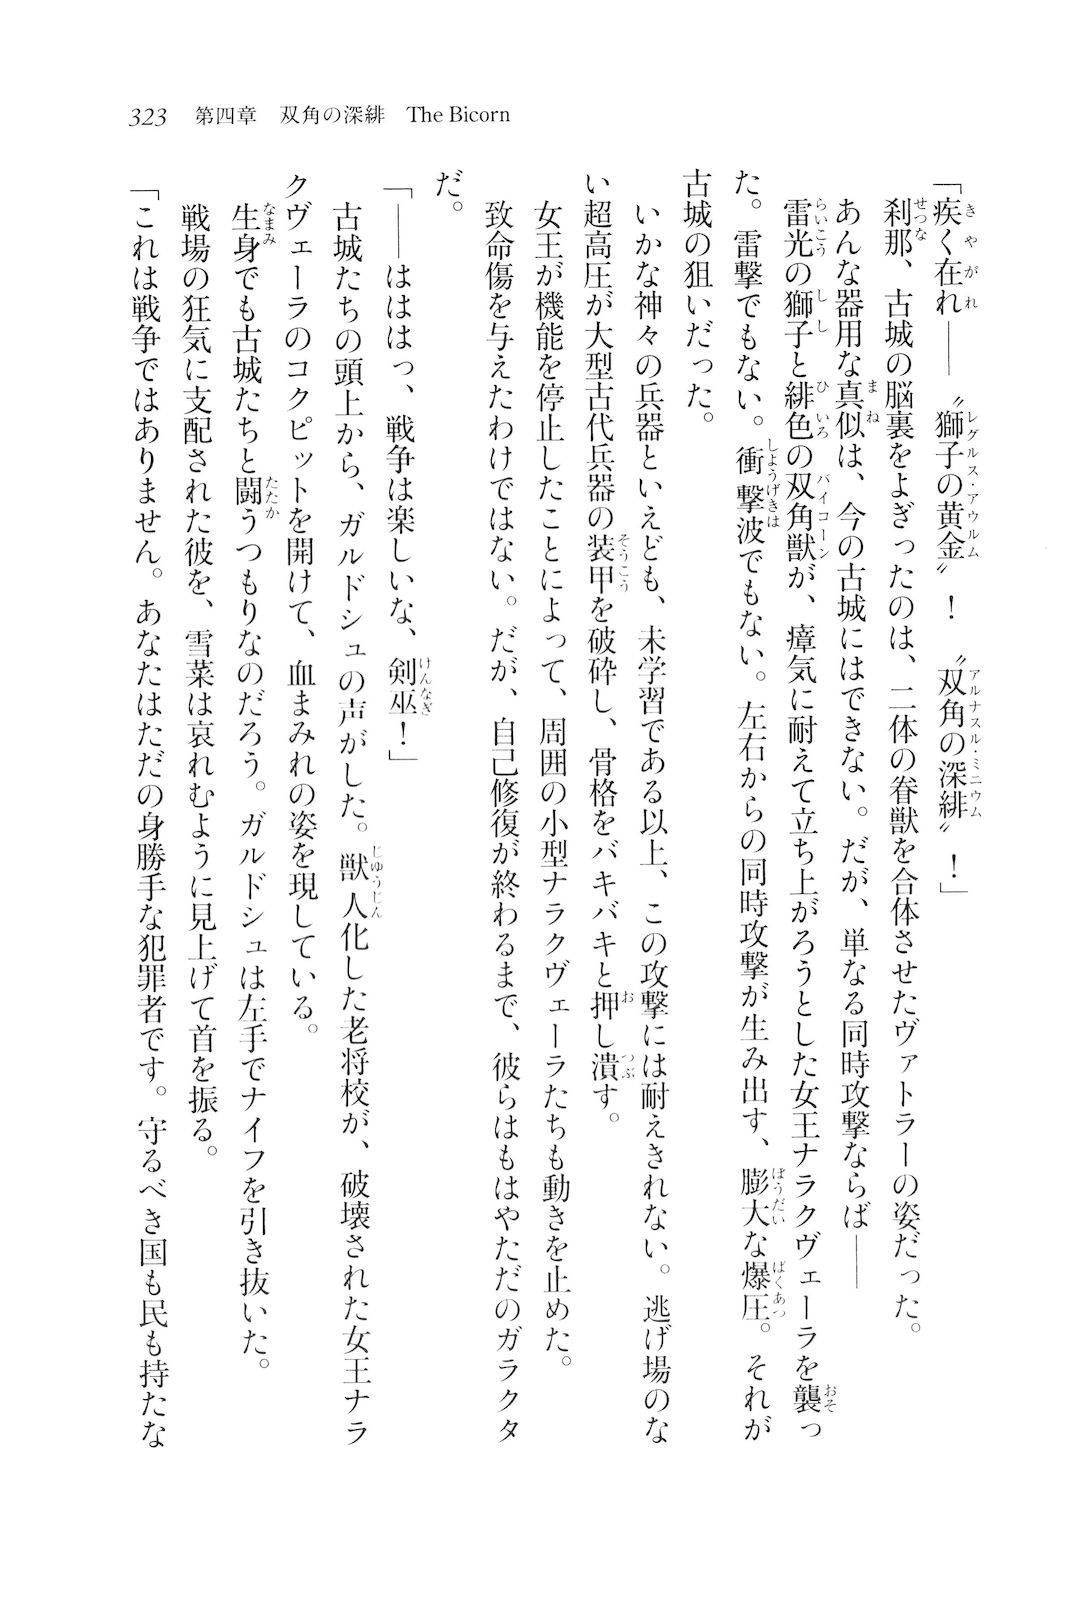 323　第四章　双角の深緋　The Bicorn
「疾く在れ――〝獅子の黄金〟！　〝双角の深緋〟！」
刹那、古城の脳裏をよぎったのは、二体の眷獣を合体させたヴァトラーの姿だった。
あんな器用な真似は、今の古城にはできない。だが、単なる同時攻撃ならば――
雷光の獅子と緋色の双角獣が、瘴気に耐えて立ち上がろうとした女王ナラクヴェーラを襲っ
た。雷撃でもない。衝撃波でもない。左右からの同時攻撃が生み出す、膨大な爆圧。それが
古城の狙いだった。
いかな神々の兵器といえども、未学習である以上、この攻撃には耐えきれない。逃げ場のな
い超高圧が大型古代兵器の装甲を破砕し、骨格をバキバキと押し潰す。
女王が機能を停止したことによって、周囲の小型ナラクヴェーラたちも動きを止めた。
致命傷を与えたわけではない。だが、自己修復が終わるまで、彼らはもはやただのガラクタ
だ。
「――はははっ、戦争は楽しいな、剣巫！」
古城たちの頭上から、ガルドシュの声がした。獣人化した老将校が、破壊された女王ナラ
クヴェーラのコクピットを開けて、血まみれの姿を現している。
生身でも古城たちと闘うつもりなのだろう。ガルドシュは左手でナイフを引き抜いた。
戦場の狂気に支配された彼を、雪菜は哀れむように見上げて首を振る。
「これは戦争ではありません。あなたはただの身勝手な犯罪者です。守るべき国も民も持たな